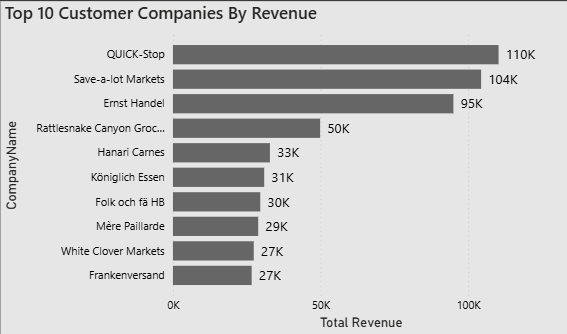 Top 10 Customer Companies By Revenue
CompanyName
QUICK-Stop 110K
Save-a-lot Markets 104K
Ernst Handel 95K
Rattlesnake Canyon Groc... 50K
Hanari Carnes 33K
Königlich Essen 31K
Folk och fä HB 30K
Mère Paillarde 29K
White Clover Markets 27K
Frankenversand 27K
0K 50K 100K
Total Revenue